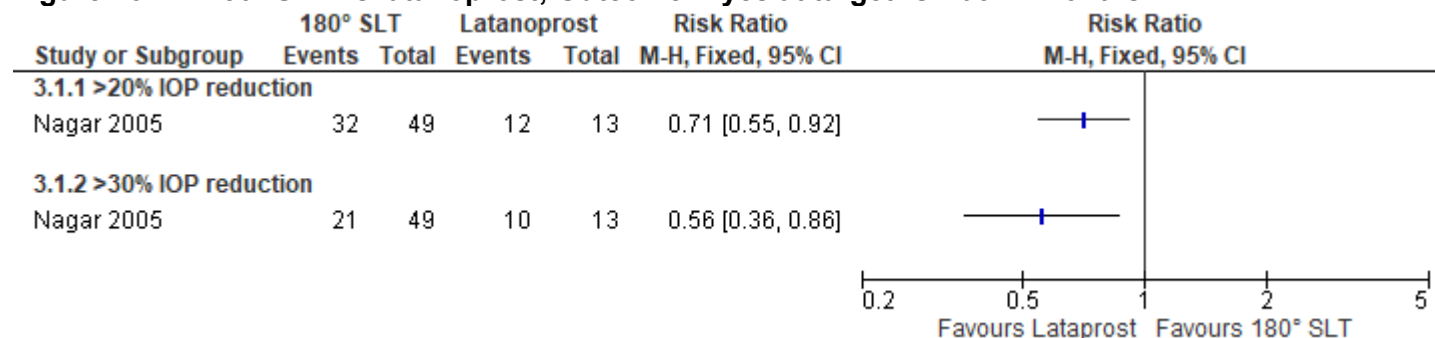 180° SLT Latanoprost Risk Ratio Risk Ratio
Study or Subgroup Events Total Events Total M-H, Fixed, 95% CI M-H, Fixed, 95% CI
3.1.1 >20% IOP reduction
Nagar 2005 32 49 12 13 0.71 [0.55, 0.92]
3.1.2 >30% IOP reduction
Nagar 2005 21 49 10 13 0.56 [0.36, 0.86]
0.2 0.5 1 2 5
Favours Lataprost Favours 180° SLT